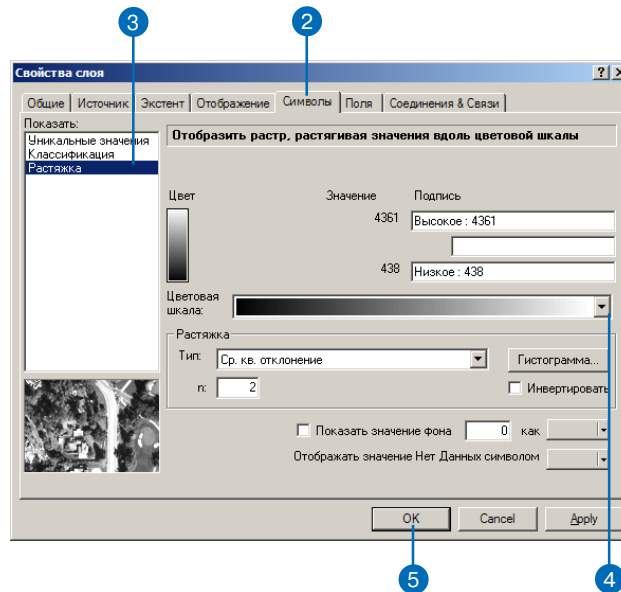 3
2
Свойства слоя
Общие Источник Экстент Отображение Символы Поля Соединения & Связи
Показать:
Уникальные значения
Классификация
Растяжка
Отобразить растр, растягивая значения вдоль цветовой шкалы
Цвет Значение Подпись
4361 Высокое : 4361
438 Низкое : 438
Цветовая
шкала:
Растяжка
Тип: Ср. кв. отклонение Гистограмма...
n: 2 Инвертировать
Показать значение фона 0 как
Отображать значение Нет Данных символом
OK Cancel Apply
5
4